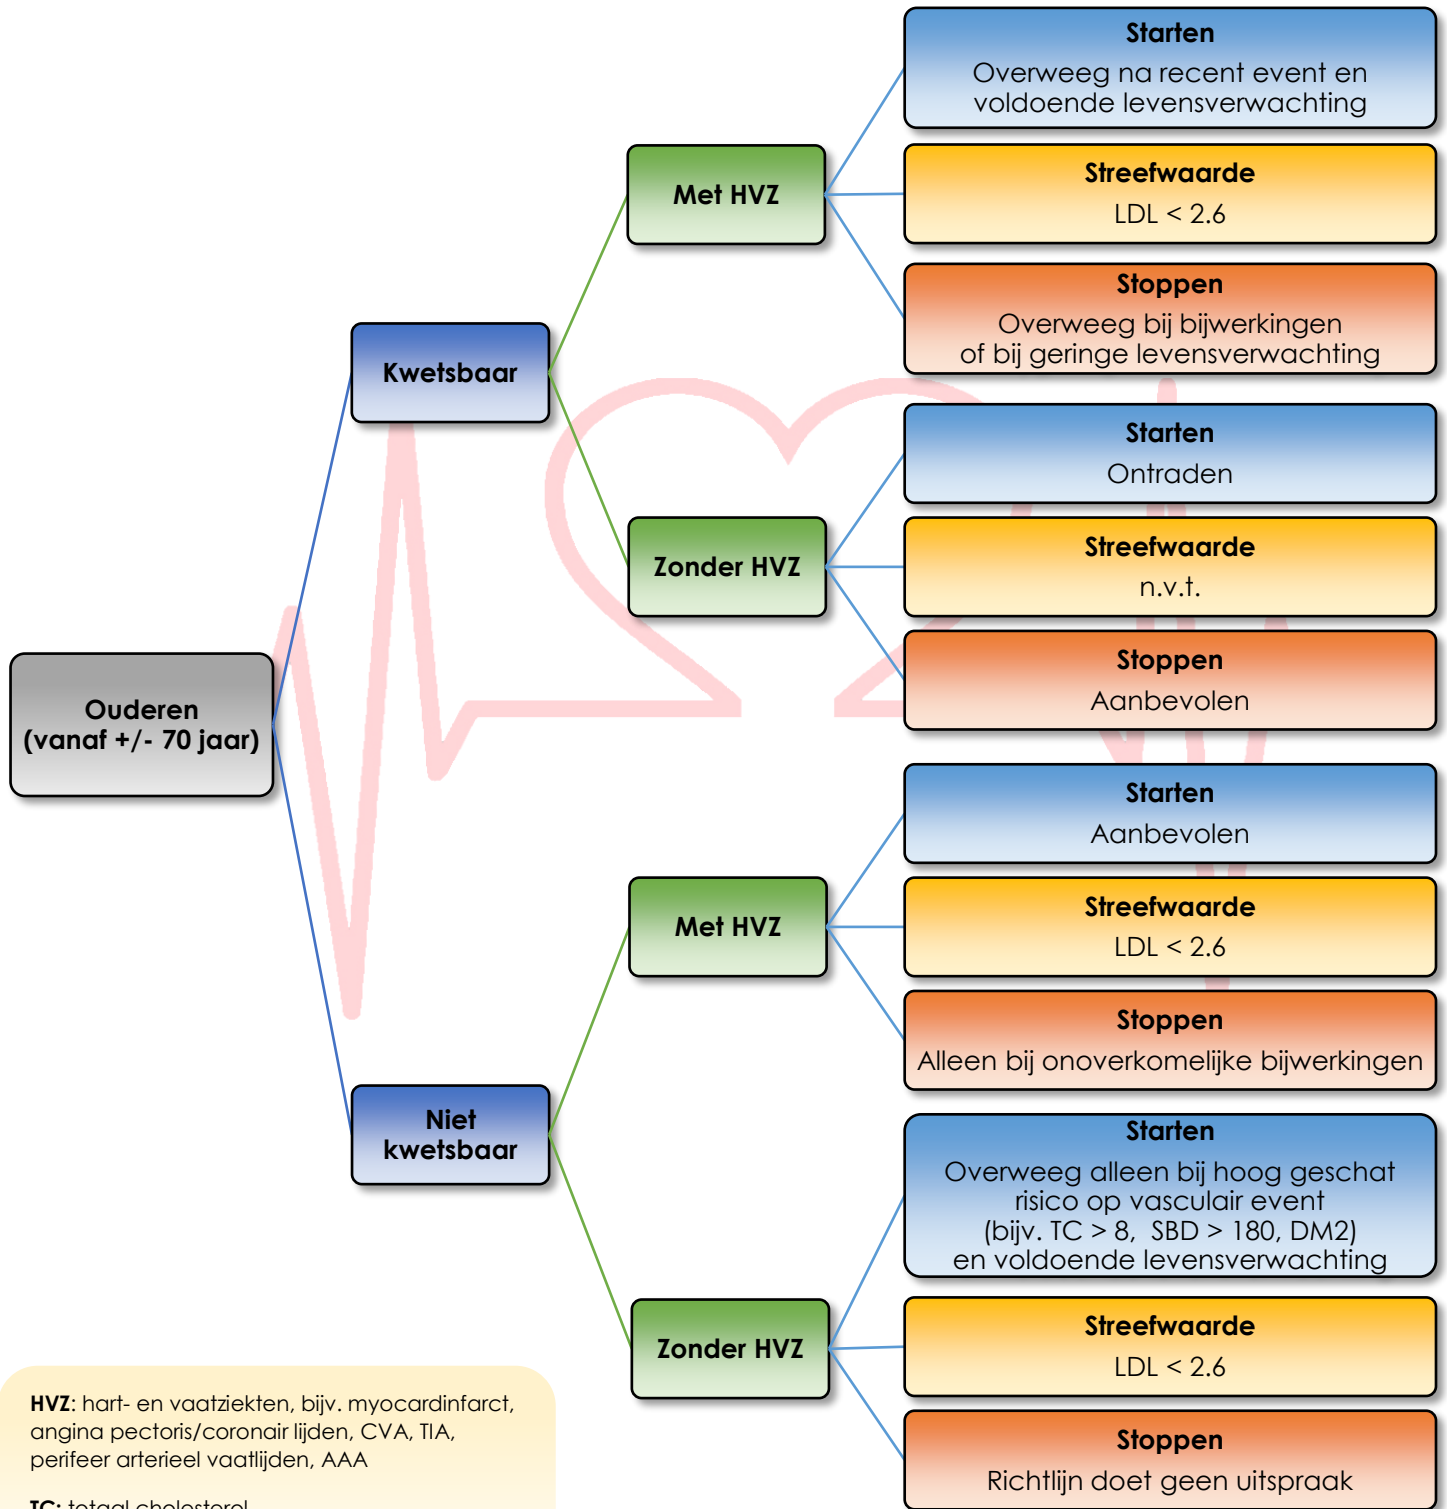 Starten
Overweeg na recent event en
voldoende levensverwachting
Met HVZ
Streefwaarde
LDL < 2.6
Stoppen
Overweeg bij bijwerkingen
of bij geringe levensverwachting
Kwetsbaar
Starten
Ontraden
Zonder HVZ
Streefwaarde
n.v.t.
Stoppen
Aanbevolen
Ouderen
(vanaf +/- 70 jaar)
Starten
Aanbevolen
Met HVZ
Streefwaarde
LDL < 2.6
Stoppen
Alleen bij onoverkomelijke bijwerkingen
Niet
kwetsbaar
Starten
Overweeg alleen bij hoog geschat
risico op vasculair event
(bijv. TC > 8, SBD > 180, DM2)
en voldoende levensverwachting
Zonder HVZ
Streefwaarde
LDL < 2.6
Stoppen
Richtlijn doet geen uitspraak
HVZ: hart- en vaatziekten, bijv. myocardinfarct,
angina pectoris/coronair lijden, CVA, TIA,
perifeer arterieel vaatlijden, AAA
TC: totaal cholesterol